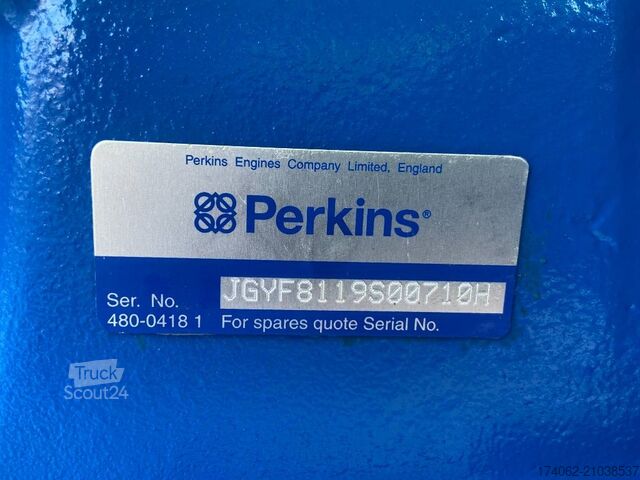 Perkins Engines Company Limited, England
Perkins®
Ser. No. JGYF8119S00710H
480-0418 1 For spares quote Serial No.
Truck
Scout24
174062-21038537